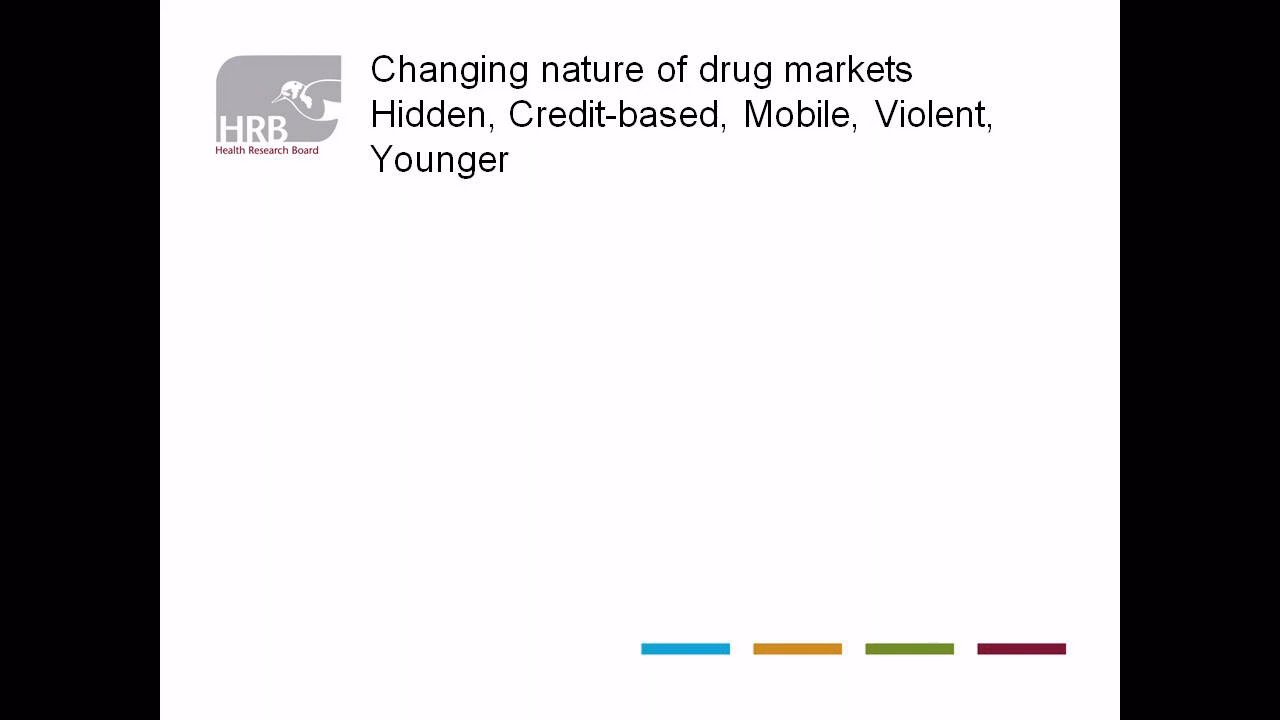 Changing nature of drug markets
Hidden, Credit-based, Mobile, Violent,
Younger
HRB
Health Research Board